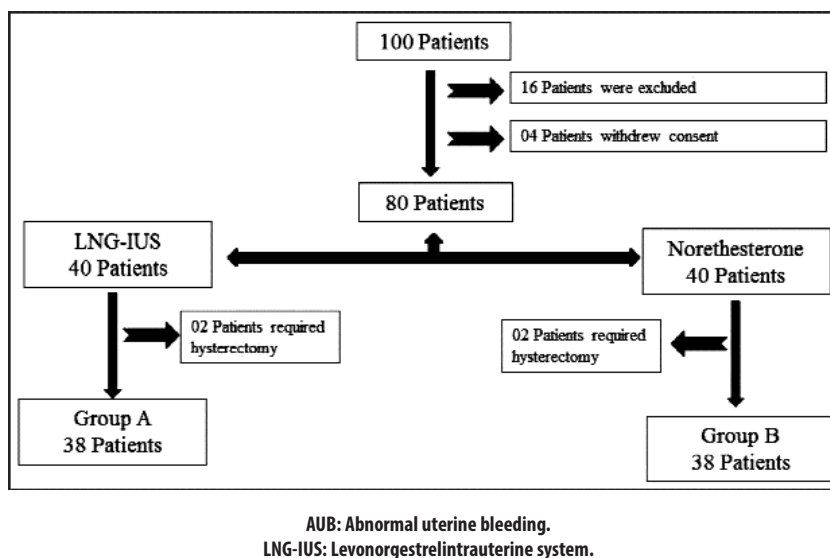 100 Patients
16 Patients were excluded
04 Patients withdrew consent
80 Patients
LNG-IUS
40 Patients
Norethesterone
40 Patients
02 Patients required
hysterectomy
02 Patients required
hysterectomy
Group A
38 Patients
Group B
38 Patients
AUB: Abnormal uterine bleeding.
LNG-IUS: Levonorgestrelintrauterine system.